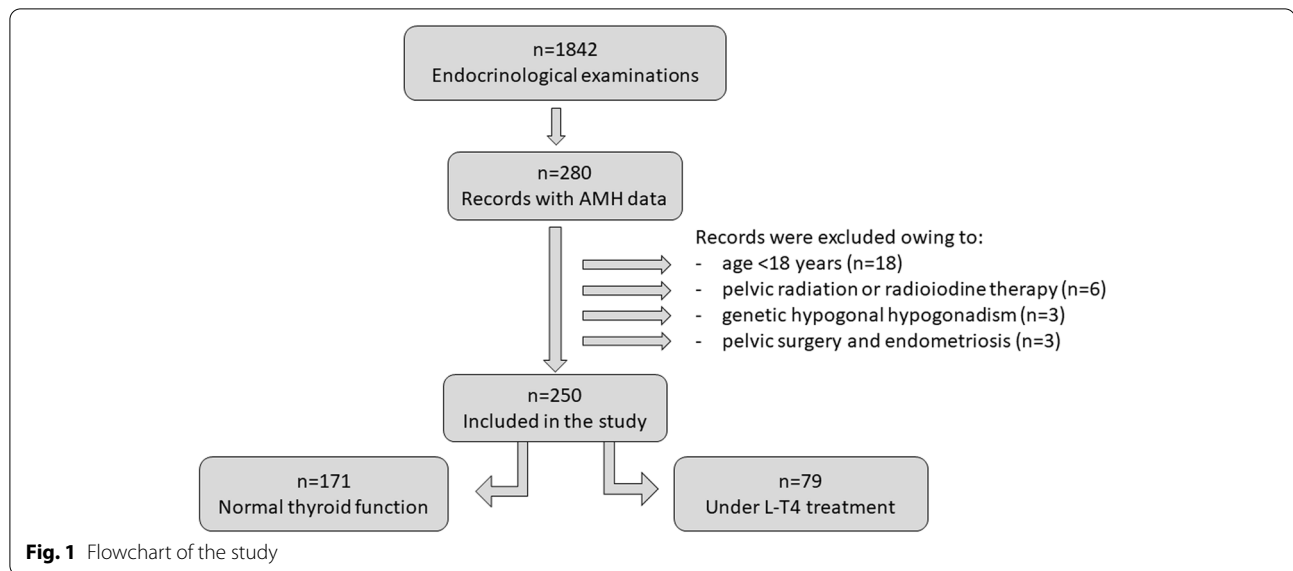 n=1842
Endocrinological examinations
n=280
Records with AMH data
Records were excluded owing to:
- age <18 years (n=18)
- pelvic radiation or radioiodine therapy (n=6)
- genetic hypogonal hypogonadism (n=3)
- pelvic surgery and endometriosis (n=3)
n=250
Included in the study
n=171
Normal thyroid function
n=79
Under L-T4 treatment
Fig. 1 Flowchart of the study